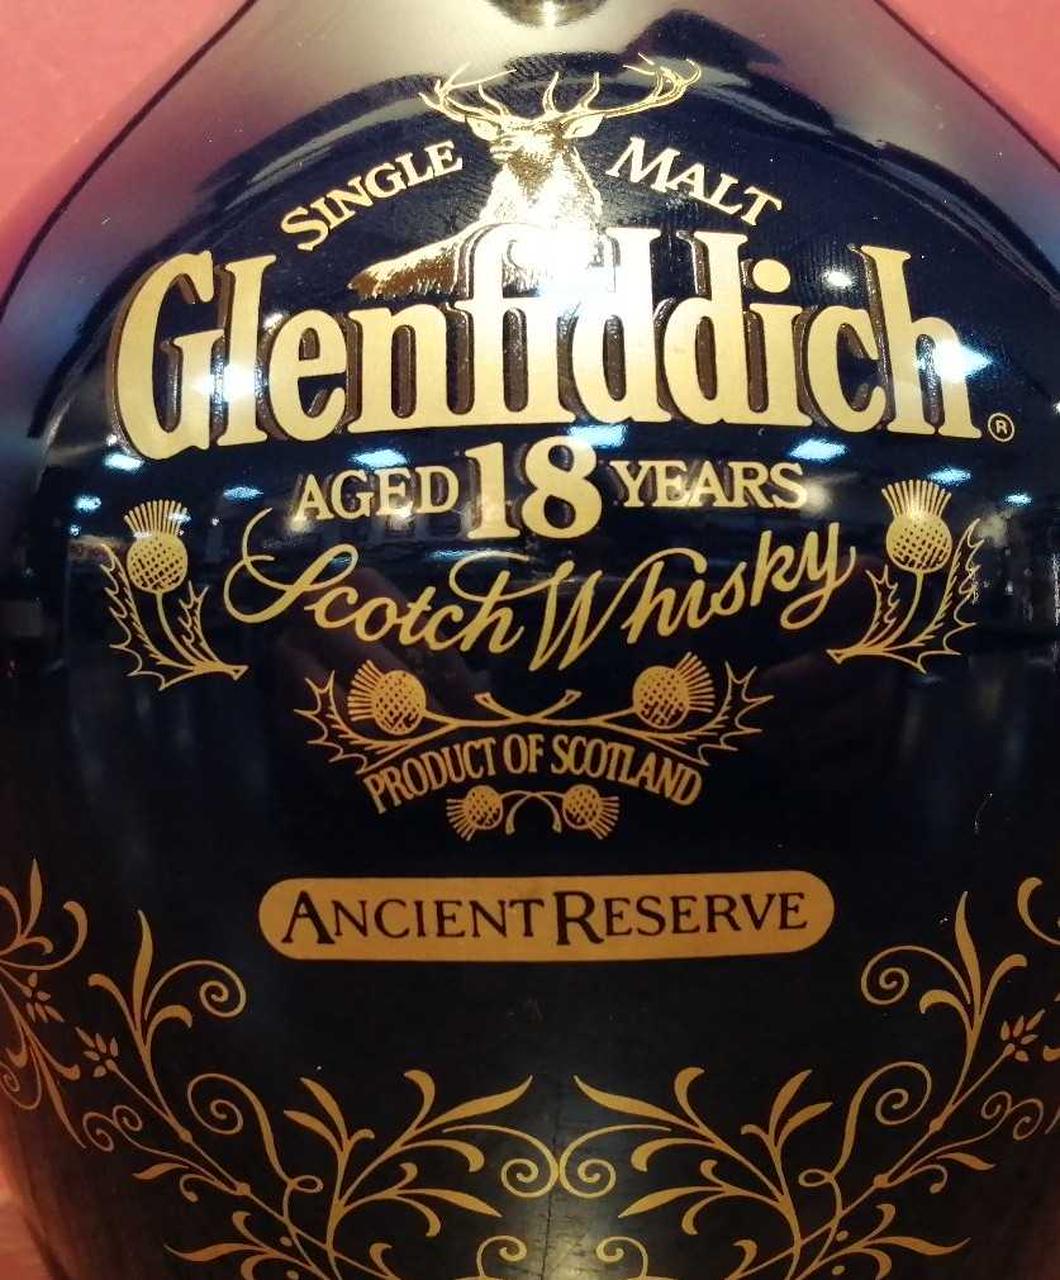 SINGLE MALT
Glenfiddich®
AGED 18 YEARS
Scotch Whisky
PRODUCT OF SCOTLAND
ANCIENT RESERVE